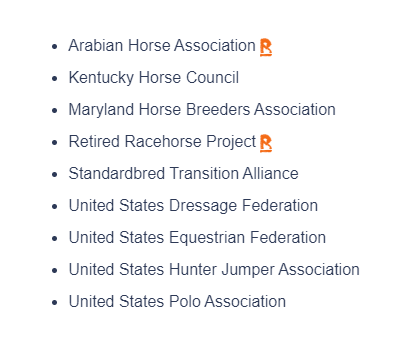 Arabian Horse Association R
Kentucky Horse Council
Maryland Horse Breeders Association
Retired Racehorse Project R
Standardbred Transition Alliance
United States Dressage Federation
United States Equestrian Federation
United States Hunter Jumper Association
United States Polo Association